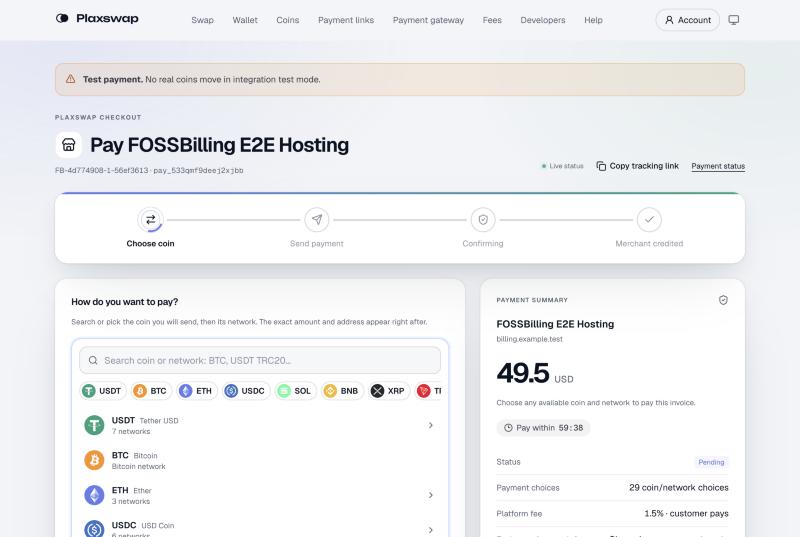 Plaxswap
Swap Wallet Coins Payment links Payment gateway Fees Developers Help
Account
Test payment. No real coins move in integration test mode.
PLAXSWAP CHECKOUT
Pay FOSSBilling E2E Hosting
FB-4d774908-1-56ef3613 · pay_533qmf9deej2xjbb
Live status Copy tracking link Payment status
Choose coin Send payment Confirming Merchant credited
How do you want to pay?
Search or pick the coin you will send, then its network. The exact amount and address appear right after.
Search coin or network: BTC, USDT TRC20...
USDT BTC ETH USDC SOL BNB XRP
USDT Tether USD
7 networks
BTC Bitcoin
Bitcoin network
ETH Ether
3 networks
USDC USD Coin
6 networks
PAYMENT SUMMARY
FOSSBilling E2E Hosting
billing.example.test
49.5 USD
Choose any available coin and network to pay this invoice.
Pay within 59:38
Status Pending
Payment choices 29 coin/network choices
Platform fee 1.5% · customer pays